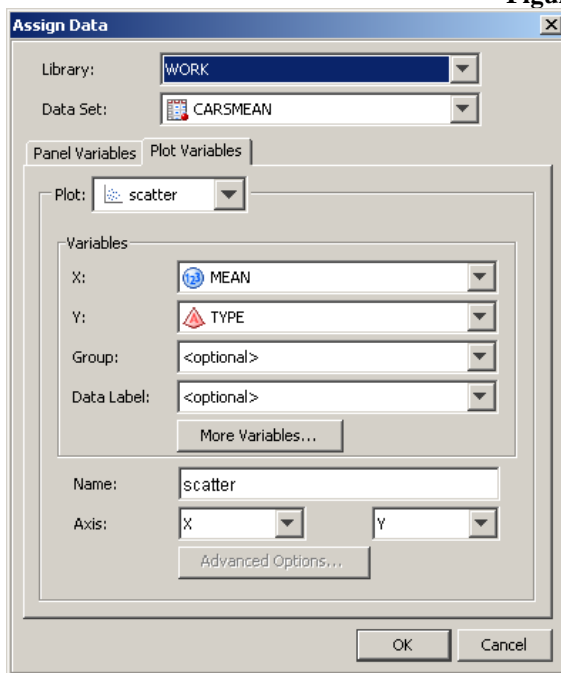 Assign Data
Library: WORK
Data Set: CARSMEAN
Panel Variables Plot Variables
Plot: scatter
Variables
X: 123 MEAN
Y: A TYPE
Group: <optional>
Data Label: <optional>
More Variables...
Name: scatter
Axis: X Y
Advanced Options...
OK Cancel